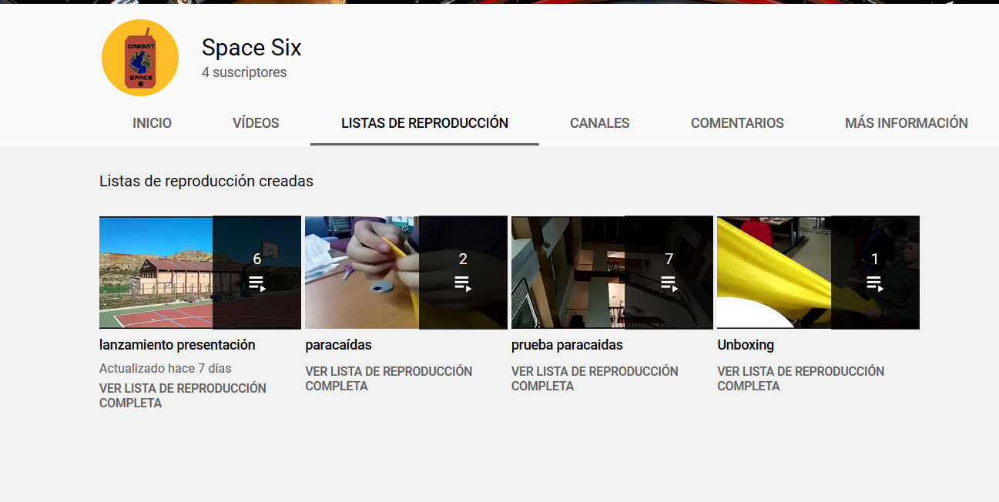 CANSAT
SPACE
6
Space Six
4 suscriptores
INICIO
VÍDEOS
LISTAS DE REPRODUCCIÓN
CANALES
COMENTARIOS
MÁS INFORMACIÓN
Listas de reproducción creadas
6
2
7
1
lanzamiento presentación
Actualizado hace 7 días
VER LISTA DE REPRODUCCIÓN
COMPLETA
paracaídas
VER LISTA DE REPRODUCCIÓN
COMPLETA
prueba paracaidas
VER LISTA DE REPRODUCCIÓN
COMPLETA
Unboxing
VER LISTA DE REPRODUCCIÓN
COMPLETA